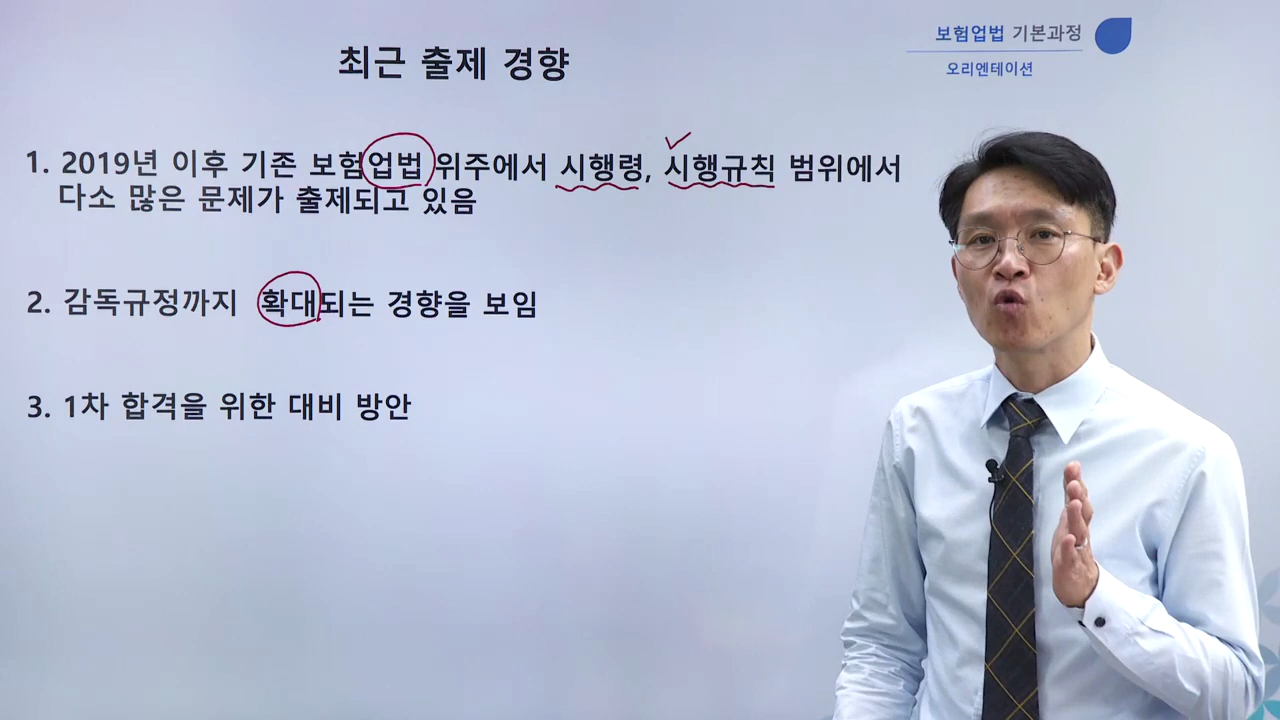 보험업법 기본과정
오리엔테이션
최근 출제 경향
1. 2019년 이후 기존 보험업법 위주에서 시행령, 시행규칙 범위에서
다소 많은 문제가 출제되고 있음
2. 감독규정까지 확대되는 경향을 보임
3. 1차 합격을 위한 대비 방안